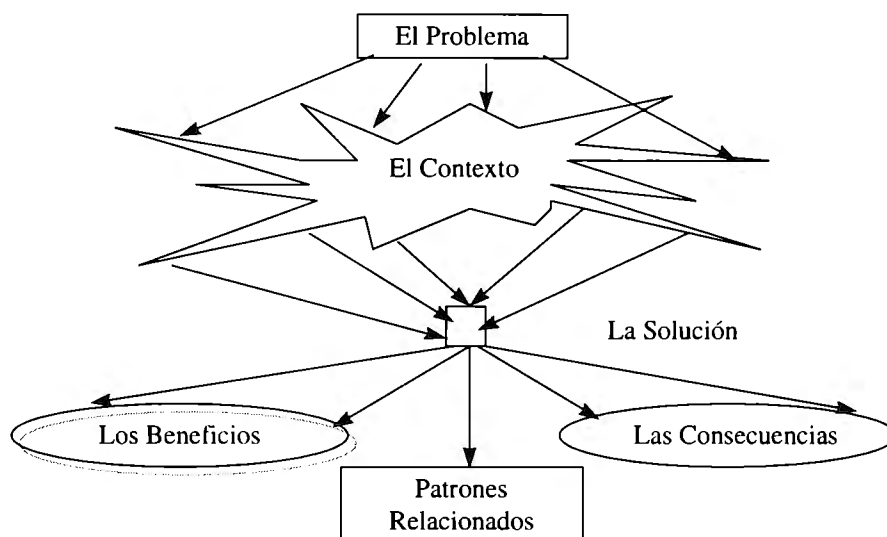 El Problema
El Contexto
La Solución
Los Beneficios
Las Consecuencias
Patrones
Relacionados